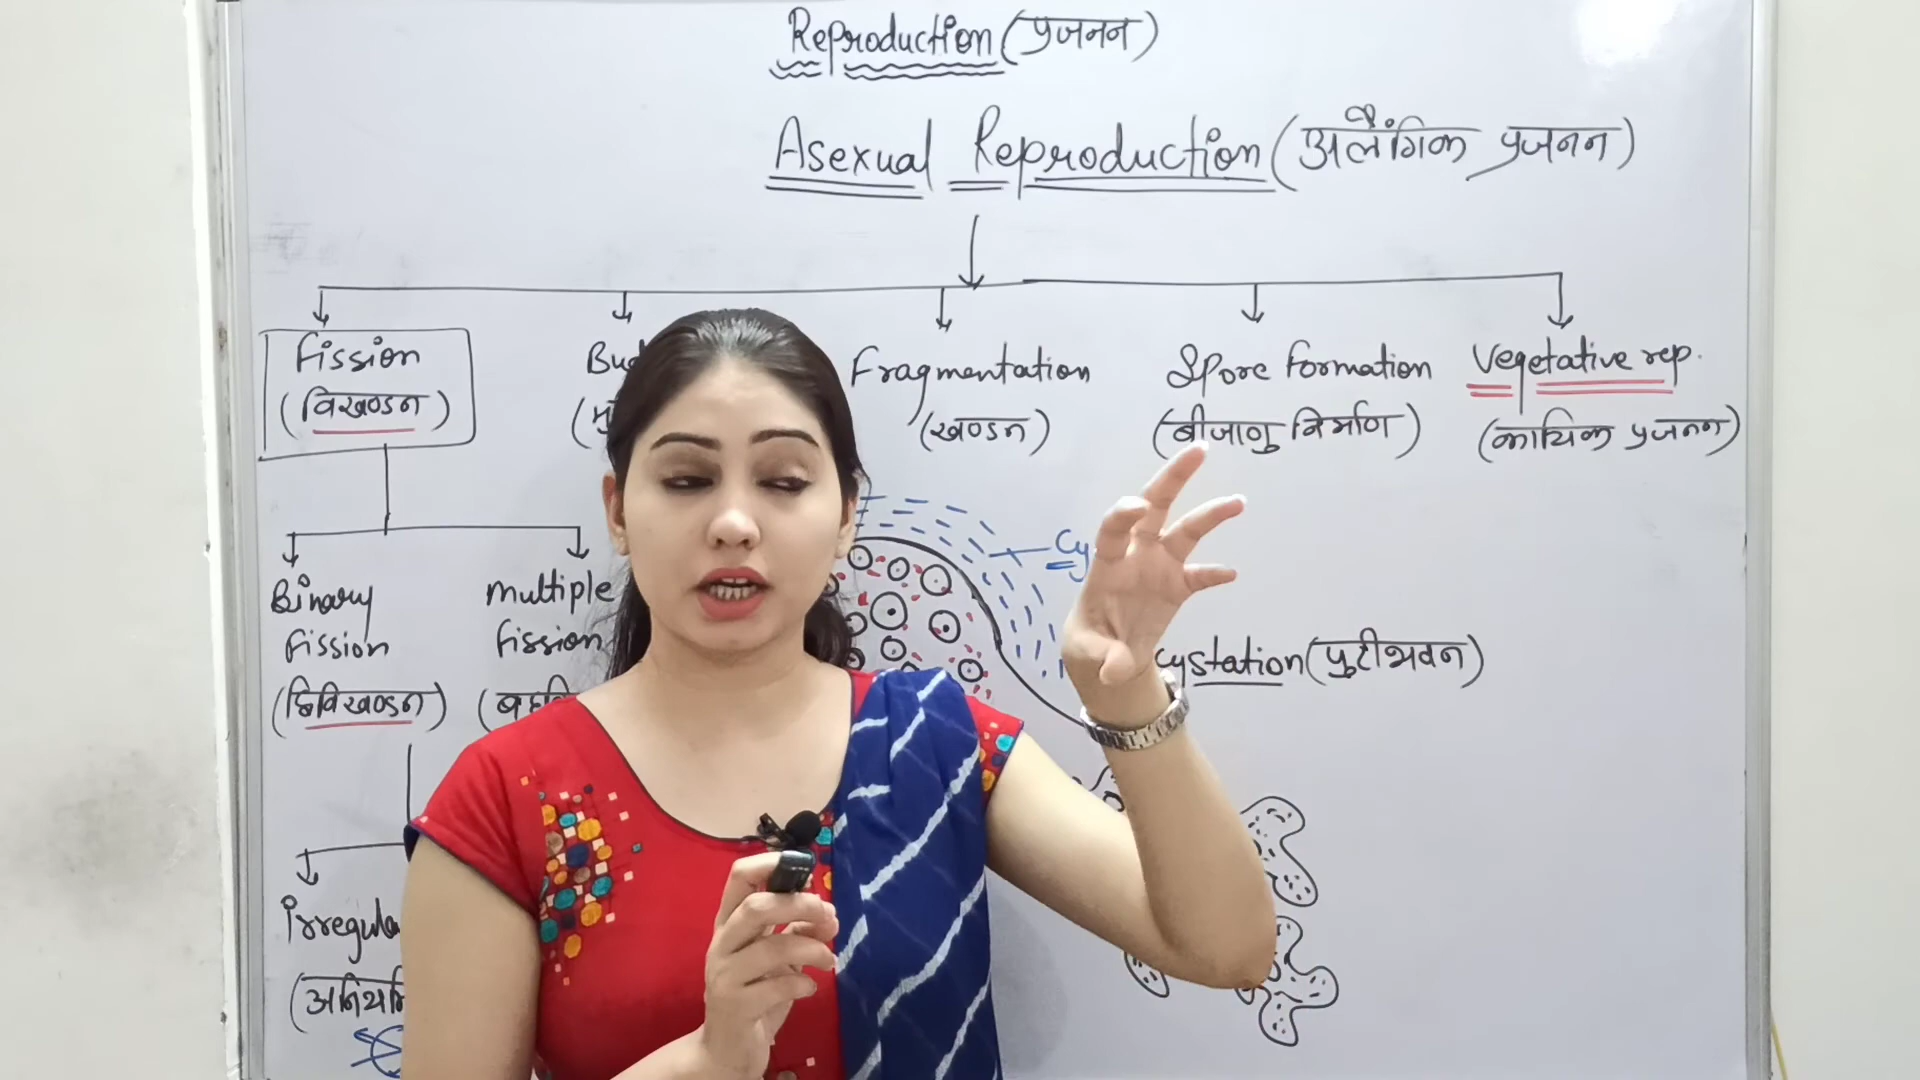 Reproduction (प्रजनन)
Asexual Reproduction (अलैंगिक प्रजनन)
Fission
(विखण्डन)
Fragmentation
(खण्डन)
Spore Formation
(बीजाणु निर्माण)
Vegetative rep.
(कायिक प्रजनन)
Binary
fission
(द्विविखण्डन)
multiple
fission
cystation (पुटीभवन)